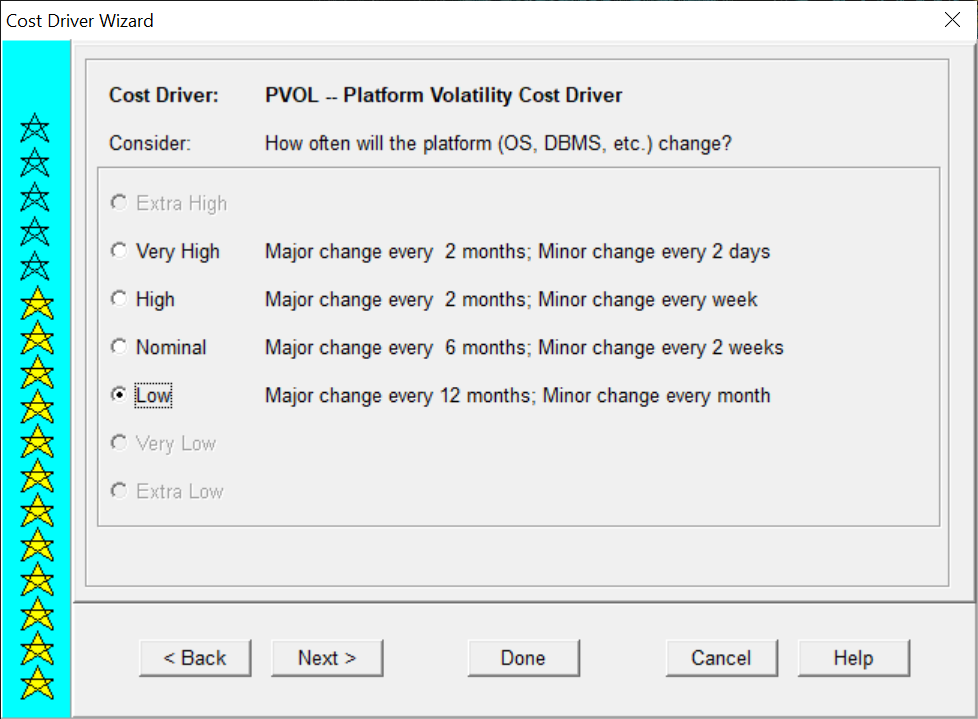 Cost Driver Wizard
Cost Driver: PVOL -- Platform Volatility Cost Driver
Consider: How often will the platform (OS, DBMS, etc.) change?
Extra High
Very High Major change every  2 months; Minor change every 2 days
High Major change every  2 months; Minor change every week
Nominal Major change every  6 months; Minor change every 2 weeks
Low Major change every 12 months; Minor change every month
Very Low
Extra Low
< Back Next > Done Cancel Help